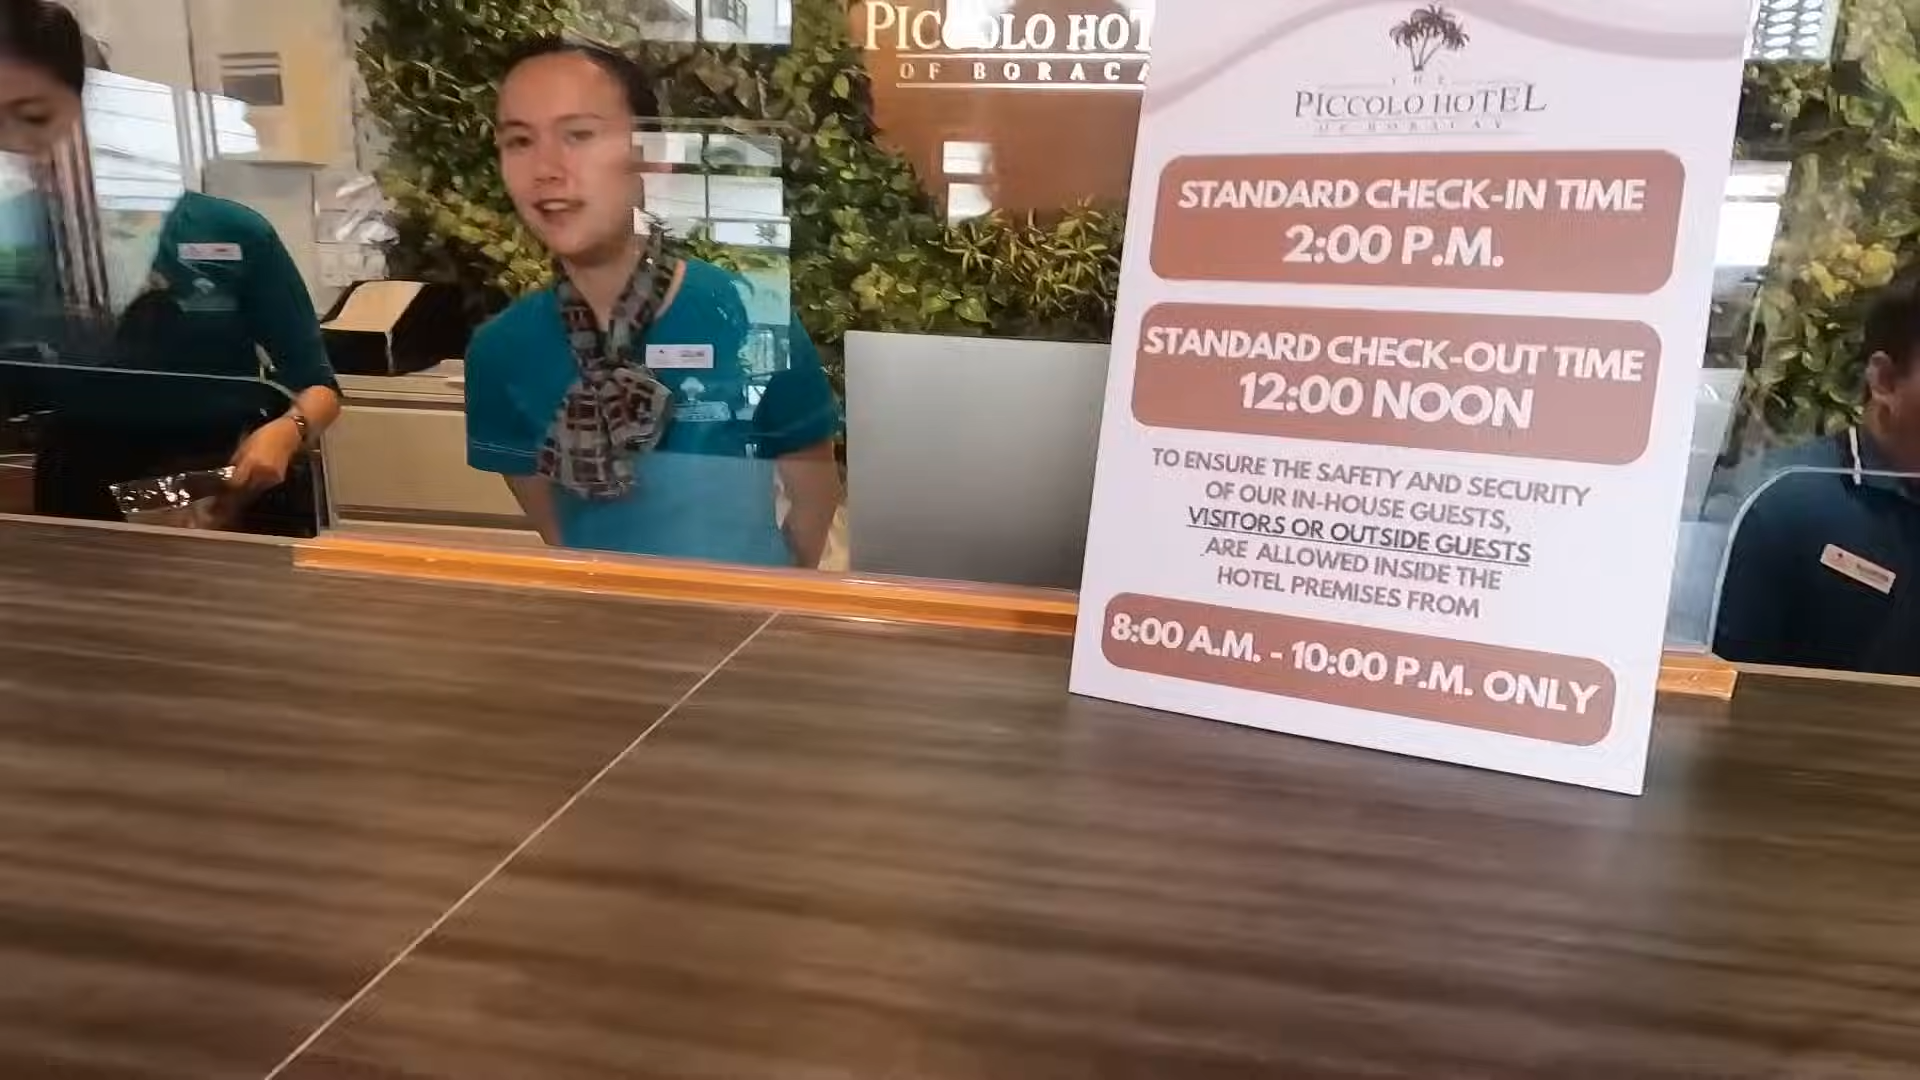 PICCOLO HOT
OF BORACA
THE
PICCOLO HOTEL
OF BORACAY
STANDARD CHECK-IN TIME
2:00 P.M.
STANDARD CHECK-OUT TIME
12:00 NOON
TO ENSURE THE SAFETY AND SECURITY
OF OUR IN-HOUSE GUESTS,
VISITORS OR OUTSIDE GUESTS
ARE ALLOWED INSIDE THE
HOTEL PREMISES FROM
8:00 A.M. - 10:00 P.M. ONLY